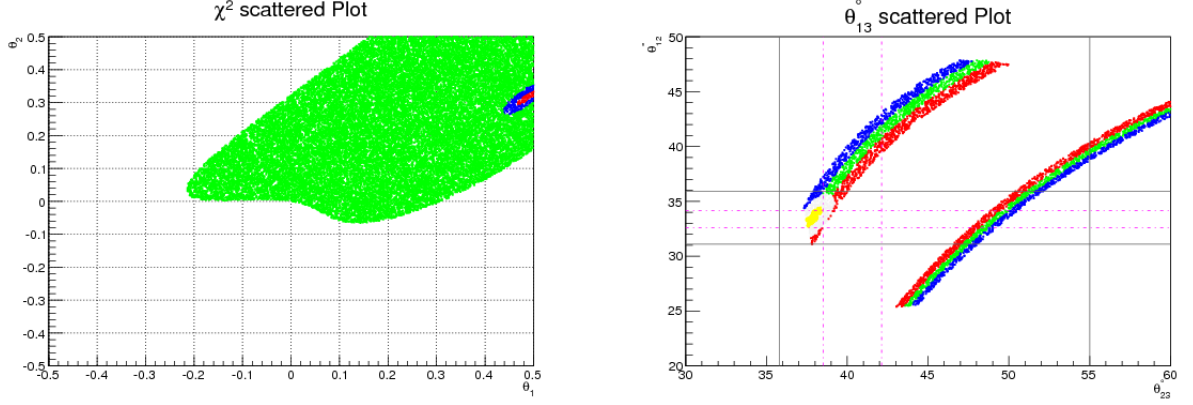 χ² scattered Plot
θ₂
0.5
0.4
0.3
0.2
0.1
0
-0.1
-0.2
-0.3
-0.4
-0.5
-0.5 -0.4 -0.3 -0.2 -0.1 0 0.1 0.2 0.3 0.4 0.5
θ₁
θ°₁₃ scattered Plot
θ°₁₂
50
45
40
35
30
25
20
30 35 40 45 50 55 60
θ°₂₃